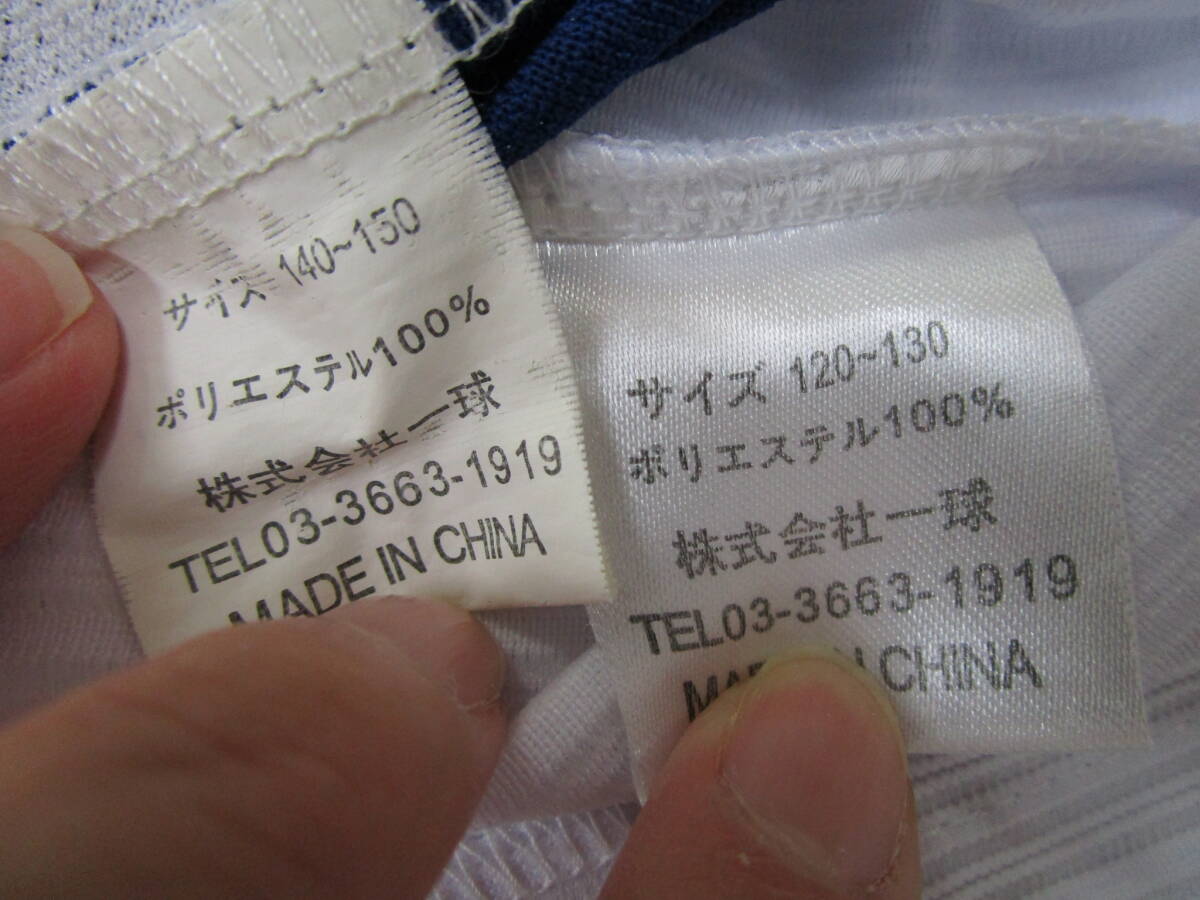 サイズ 140~150
ポリエステル100%
株式会社一球
TEL03-3663-1919
MADE IN CHINA
サイズ 120~130
ポリエステル100%
株式会社一球
TEL03-3663-1919
MADE IN CHINA